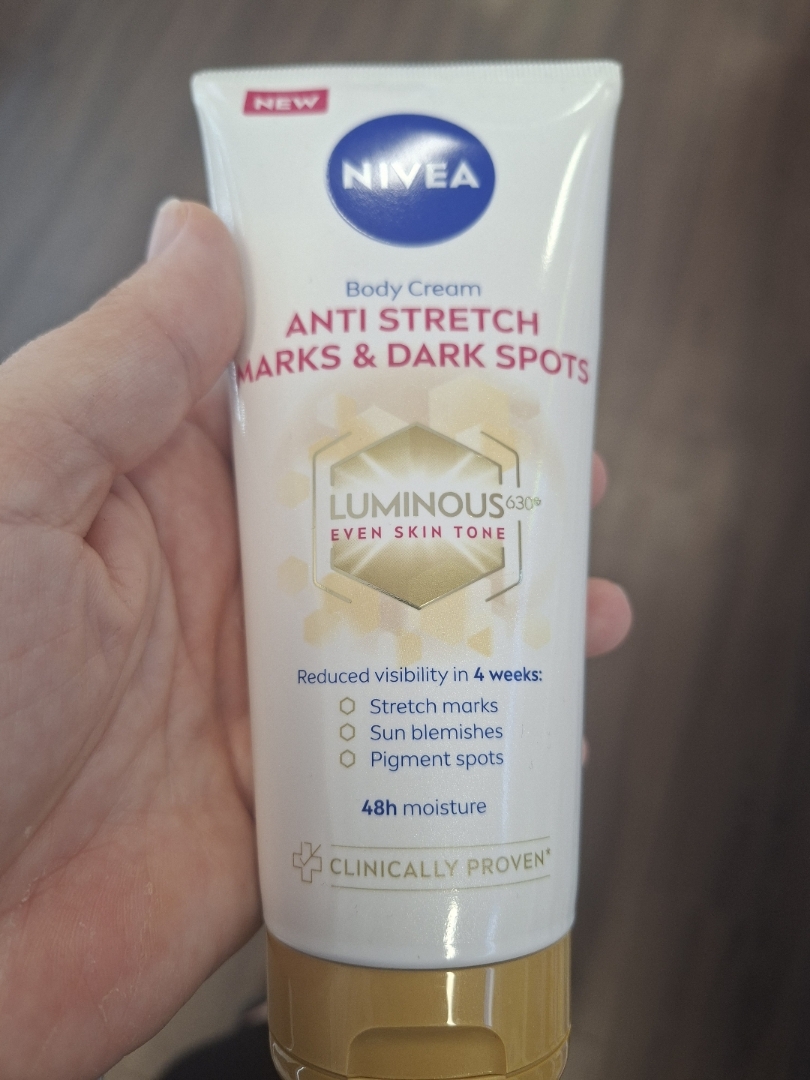 NEW
NIVEA
Body Cream
ANTI STRETCH
MARKS & DARK SPOTS
LUMINOUS630®
EVEN SKIN TONE
Reduced visibility in 4 weeks:
Stretch marks
Sun blemishes
Pigment spots
48h moisture
CLINICALLY PROVEN*